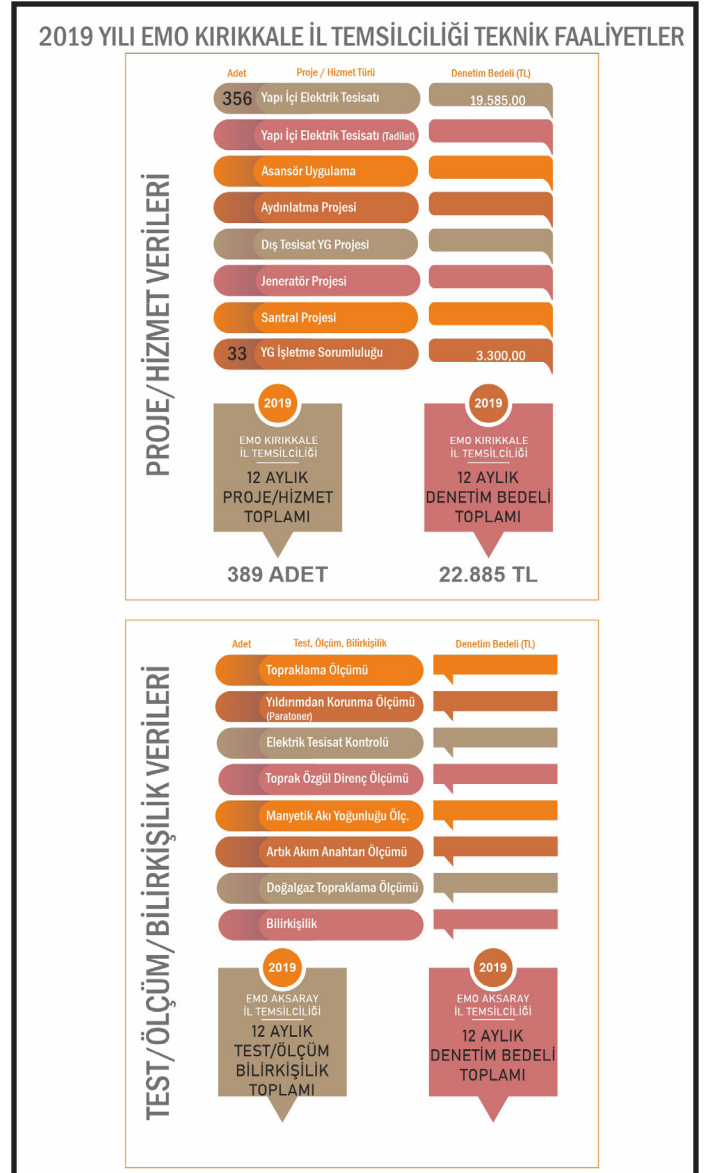 2019 YILI EMO KIRIKKALE İL TEMSİLCİLİĞİ TEKNİK FAALİYETLER
PROJE/HİZMET VERİLERİ
Adet Proje / Hizmet Türü Denetim Bedeli (TL)
356 Yapı İçi Elektrik Tesisatı 19.585,00
Yapı İçi Elektrik Tesisatı (Tadilat)
Asansör Uygulama
Aydınlatma Projesi
Dış Tesisat YG Projesi
Jeneratör Projesi
Santral Projesi
33 YG İşletme Sorumluluğu 3.300,00
2019
EMO KIRIKKALE
İL TEMSİLCİLİĞİ
12 AYLIK
PROJE/HİZMET
TOPLAMI
389 ADET
2019
EMO KIRIKKALE
İL TEMSİLCİLİĞİ
12 AYLIK
DENETİM BEDELİ
TOPLAMI
22.885 TL
TEST/ÖLÇÜM/BİLİRKİŞİLİK VERİLERİ
Adet Test, Ölçüm, Bilirkişilik Denetim Bedeli (TL)
Topraklama Ölçümü
Yıldırımdan Korunma Ölçümü
(Paratoner)
Elektrik Tesisat Kontrolü
Toprak Özgül Direnç Ölçümü
Manyetik Akı Yoğunluğu Ölç.
Artık Akım Anahtarı Ölçümü
Doğalgaz Topraklama Ölçümü
Bilirkişilik
2019
EMO AKSARAY
İL TEMSİLCİLİĞİ
12 AYLIK
TEST/ÖLÇÜM
BİLİRKİŞİLİK
TOPLAMI
2019
EMO AKSARAY
İL TEMSİLCİLİĞİ
12 AYLIK
DENETİM BEDELİ
TOPLAMI